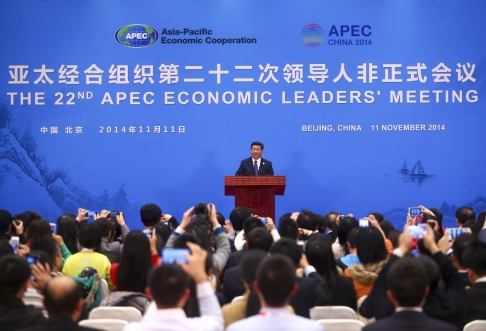 APEC
Asia-Pacific
Economic Cooperation
APEC
CHINA 2014
亚太经合组织第二十二次领导人非正式会议
THE 22ND APEC ECONOMIC LEADERS' MEETING
中国 北京 2014年11月11日
BEIJING, CHINA 11 NOVEMBER 2014